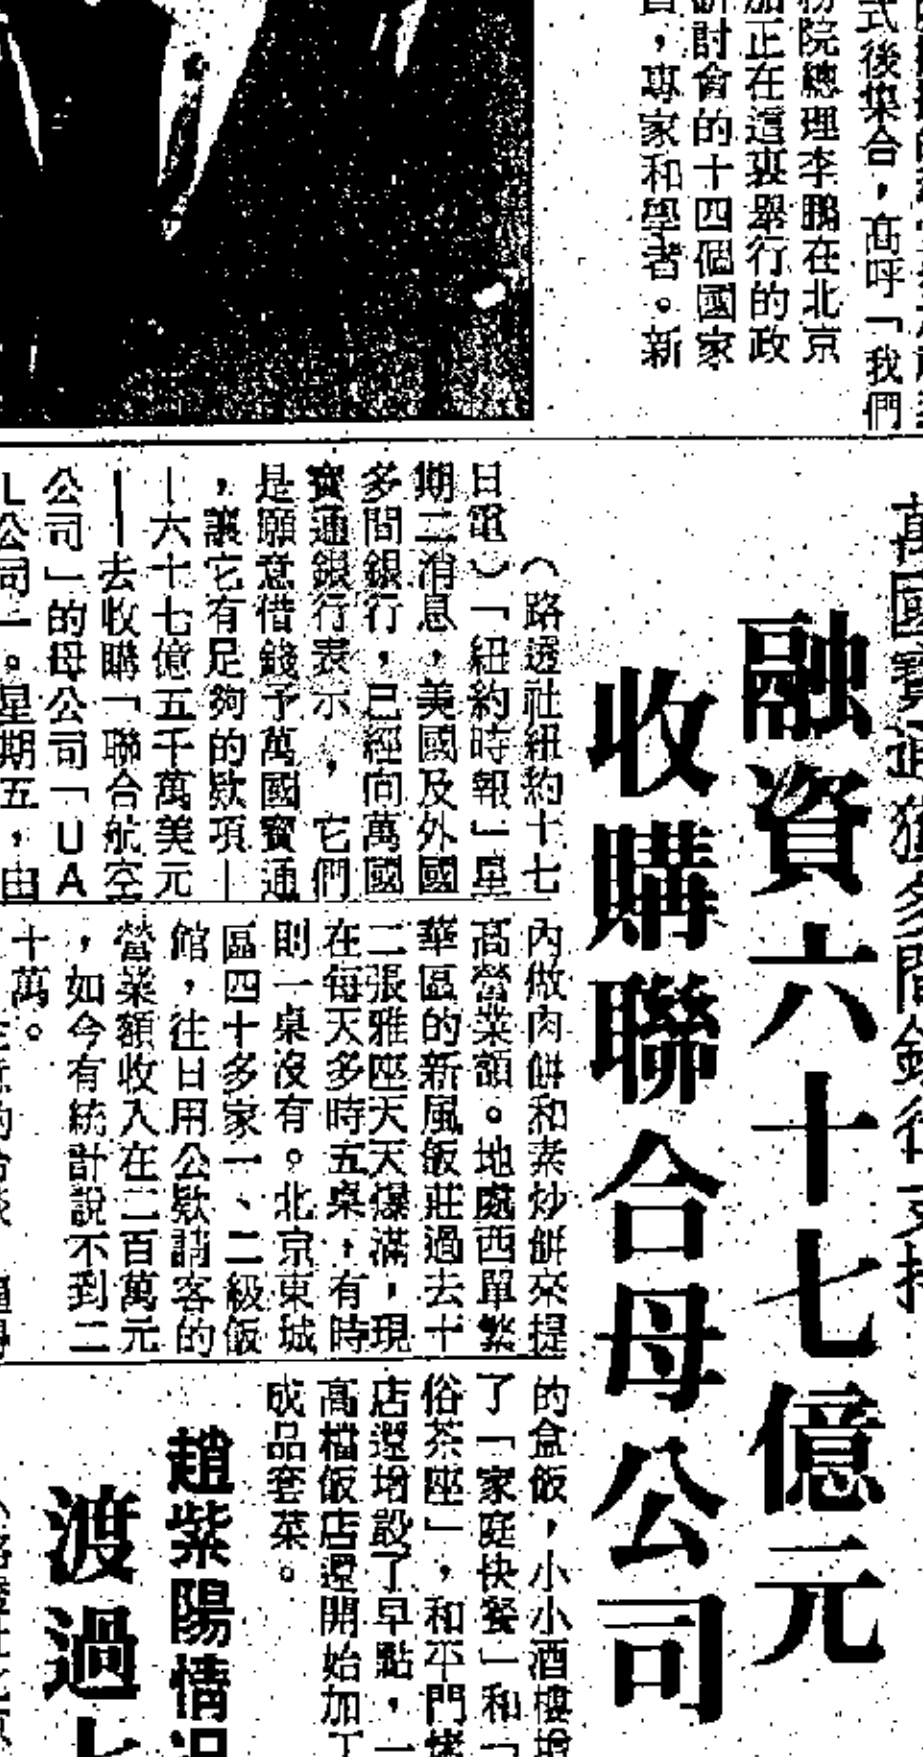 式後集合，高呼「我們
務院總理李鵬在北京
加正在這裏舉行的政
研討會的十四個國家
，專家和學者。新
融資六十七億元
收購聯合母公司
（路透社紐約十七
日電）「紐約時報」星
期二消息，美國及外國
多間銀行，已經向萬國
寶通銀行表示，它們
是願意借錢予萬國寶通
，讓它有足夠的欵項—
—六十七億五千萬美元
——去收購「聯合航空
公司」的母公司「UA
L公司」。星期五，由
內做肉餅和素炒餅來提
高營業額。地處西單繁
華區的新風飯莊過去十
二張雅座天天爆滿，現
在每天多時五桌，有時
則一桌沒有。北京東城
區四十多家一、二級飯
館，往日用公欵請客的
營業額收入在二百萬元
，如今有統計說不到二
十萬。
的盒飯，小小酒樓增
了「家庭快餐」和「
俗茶座」，和平門烤
店還增設了早點，一
高檔飯店還開始加工
成品套菜。
趙紫陽情況
渡過七